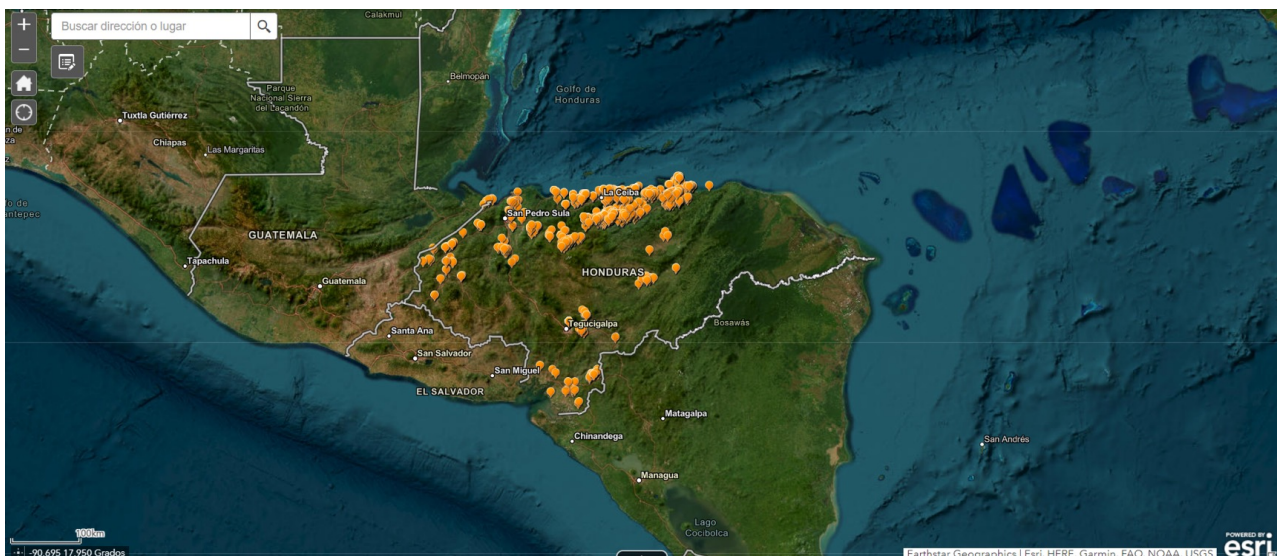 +
Buscar dirección o lugar
−
Calakmul
Belmopán
Parque
Nacional Sierra
del Lacandón
Golfo de
Honduras
Tuxtla Gutiérrez
Chiapas
Las Margaritas
La Ceiba
San Pedro Sula
GUATEMALA
Tapachula
Guatemala
HONDURAS
Tegucigalpa
Bosawás
Santa Ana
San Salvador
San Miguel
EL SALVADOR
Matagalpa
Chinandega
San Andrés
Managua
Lago
Cocibolca
100km
-90.695 17.950 Grados
Earthstar Geographics | Esri, HERE, Garmin, FAO, NOAA, USGS
POWERED BY
esri